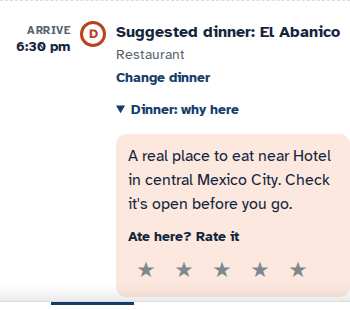 ARRIVE
6:30 pm
D
Suggested dinner: El Abanico
Restaurant
Change dinner
▼ Dinner: why here
A real place to eat near Hotel
in central Mexico City. Check
it's open before you go.
Ate here? Rate it
★ ★ ★ ★ ★